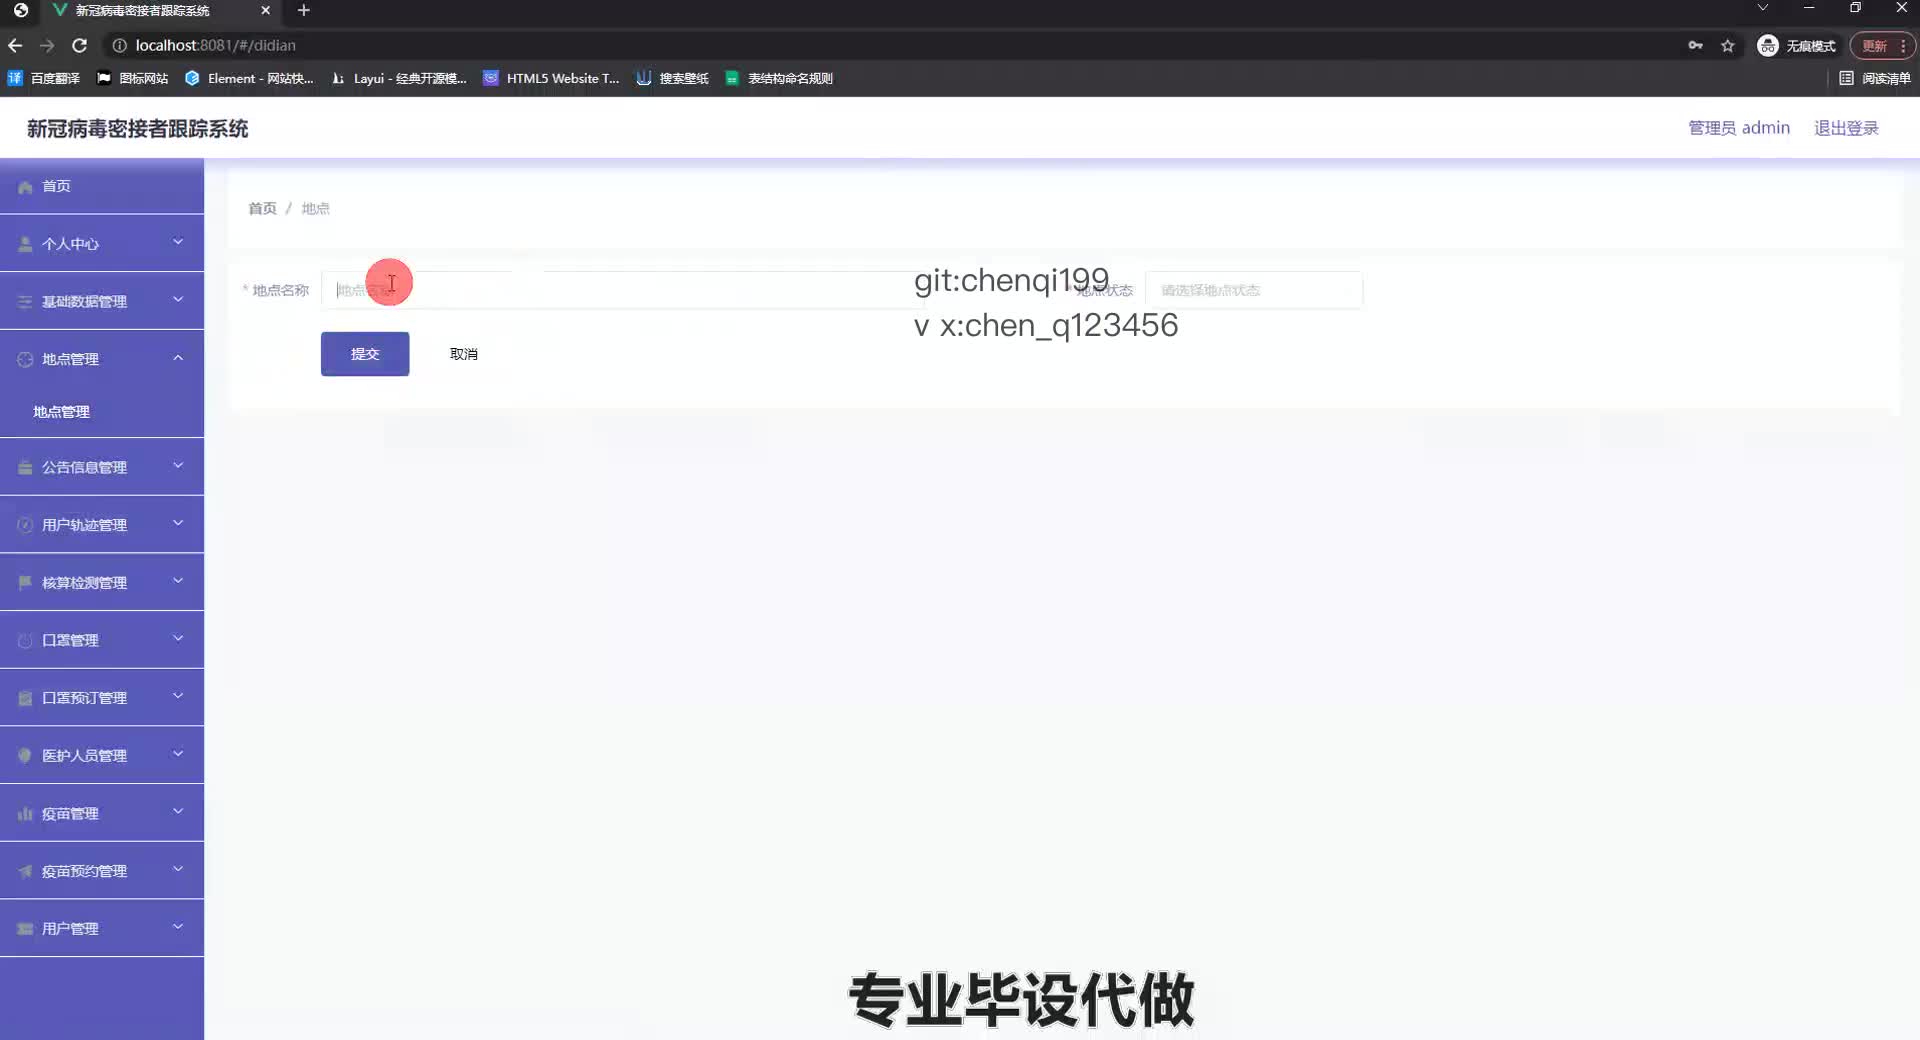 新冠病毒密接者跟踪系统
localhost:8081/#/didian
无痕模式
更新
百度翻译
图标网站
Element - 网站快...
Layui - 经典开源模...
HTML5 Website T...
搜索壁纸
表结构命名规则
阅读清单
新冠病毒密接者跟踪系统
管理员 admin
退出登录
首页
个人中心
基础数据管理
地点管理
地点管理
公告信息管理
用户轨迹管理
核算检测管理
口罩管理
口罩预订管理
医护人员管理
疫苗管理
疫苗预约管理
用户管理
首页 / 地点
* 地点名称
地点名称
地点状态
请选择地点状态
提交
取消
git:chenqi199
v x:chen_q123456
专业毕设代做